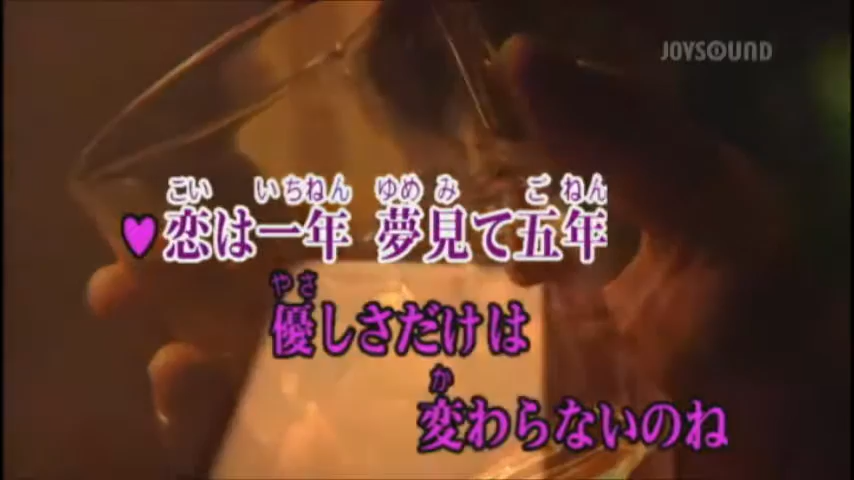 JOYSOUND
ごい いちねん ゆめ み ご ねん
♥恋は一年 夢見て五年
やさ
優しさだけは
か
変わらないのね